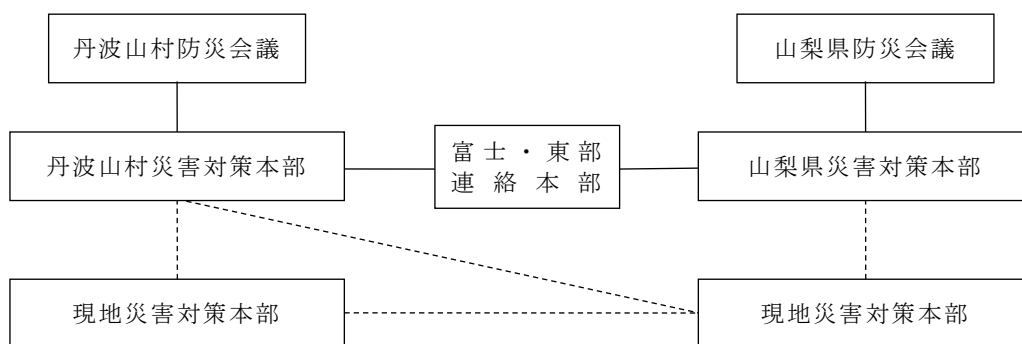 丹波山村防災会議
山梨県防災会議
丹波山村災害対策本部
富士・東部
連絡本部
山梨県災害対策本部
現地災害対策本部
現地災害対策本部